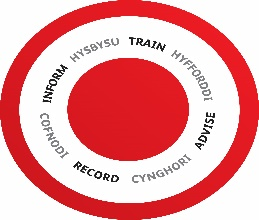 INFORM
HYSBYSU
TRAIN
HYFFORDDI
ADVISE
CYNGHORI
RECORD
COFNODI